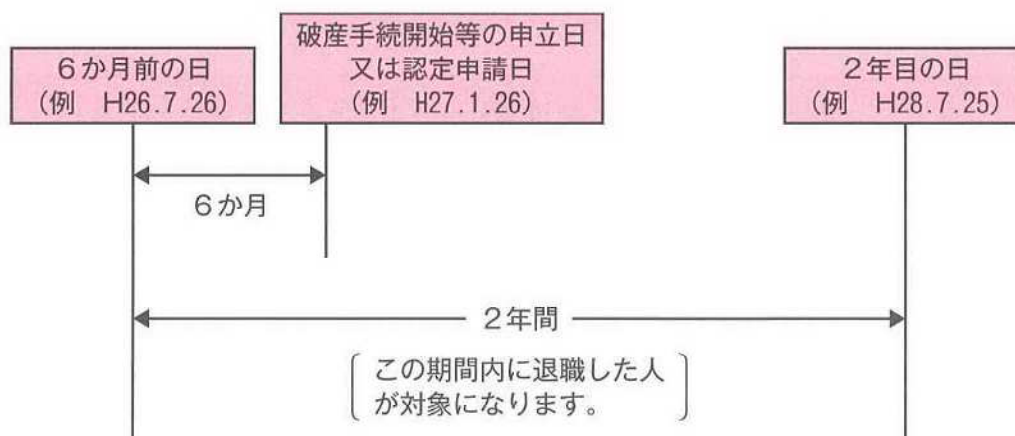 ６か月前の日
(例　H26.7.26)
破産手続開始等の申立日
又は認定申請日
(例　H27.1.26)
２年目の日
(例　H28.7.25)
６か月
２年間
この期間内に退職した人
が対象になります。